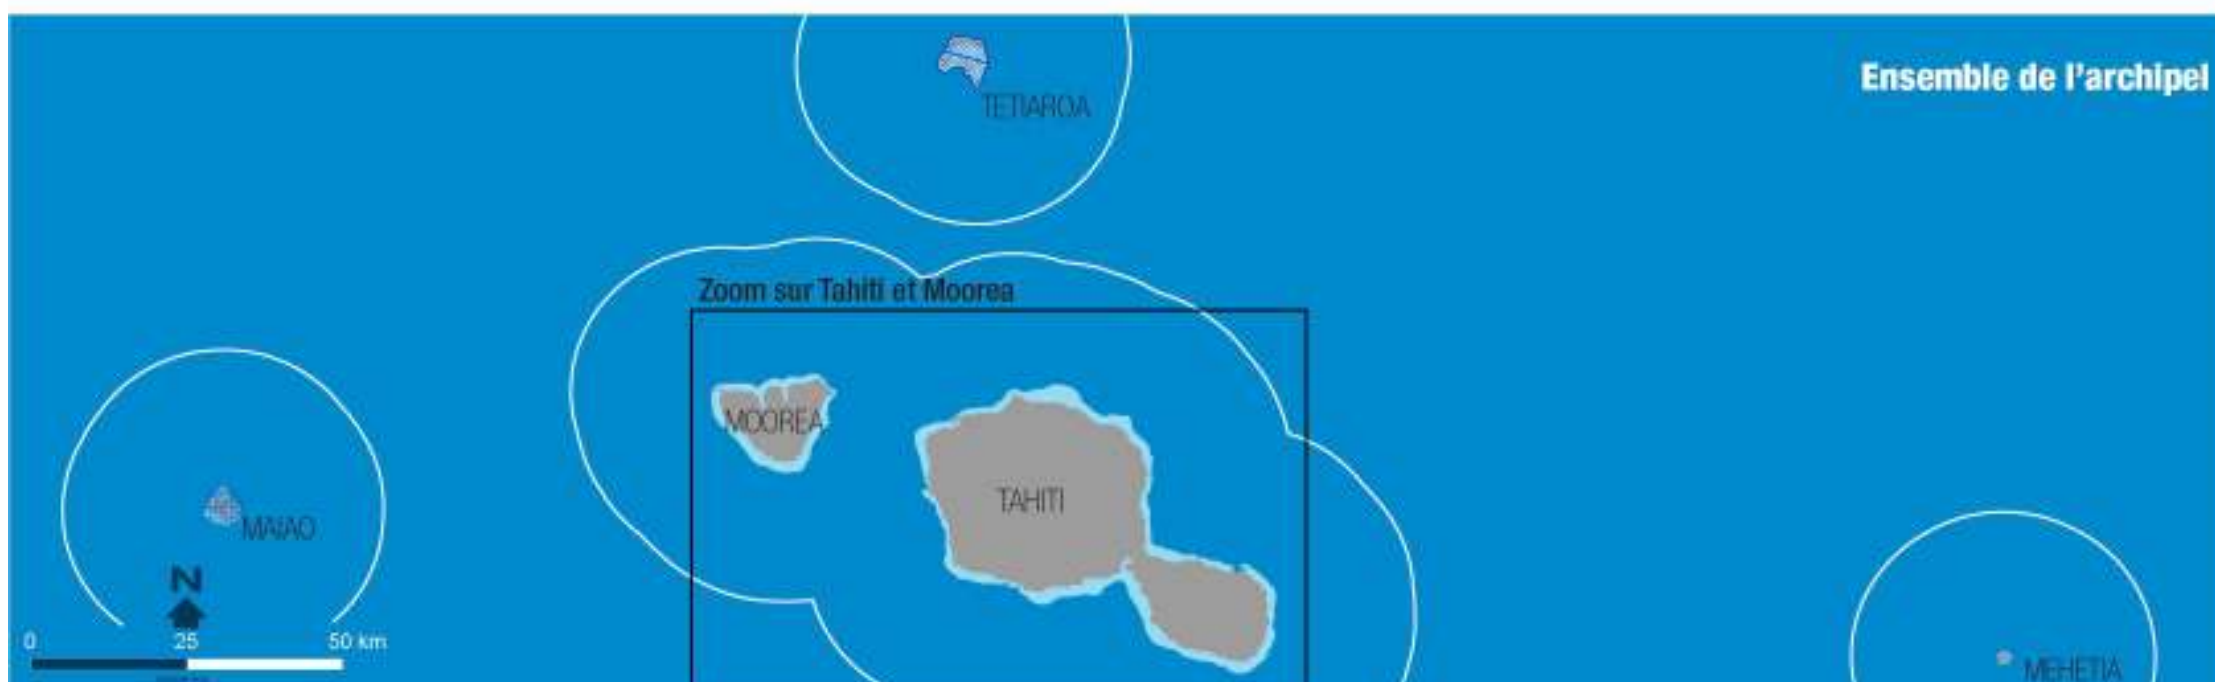 Ensemble de l'archipel
TETIAROA
Zoom sur Tahiti et Moorea
MOOREA
TAHITI
MAIAO
N
0 25 50 km
MEHETIA